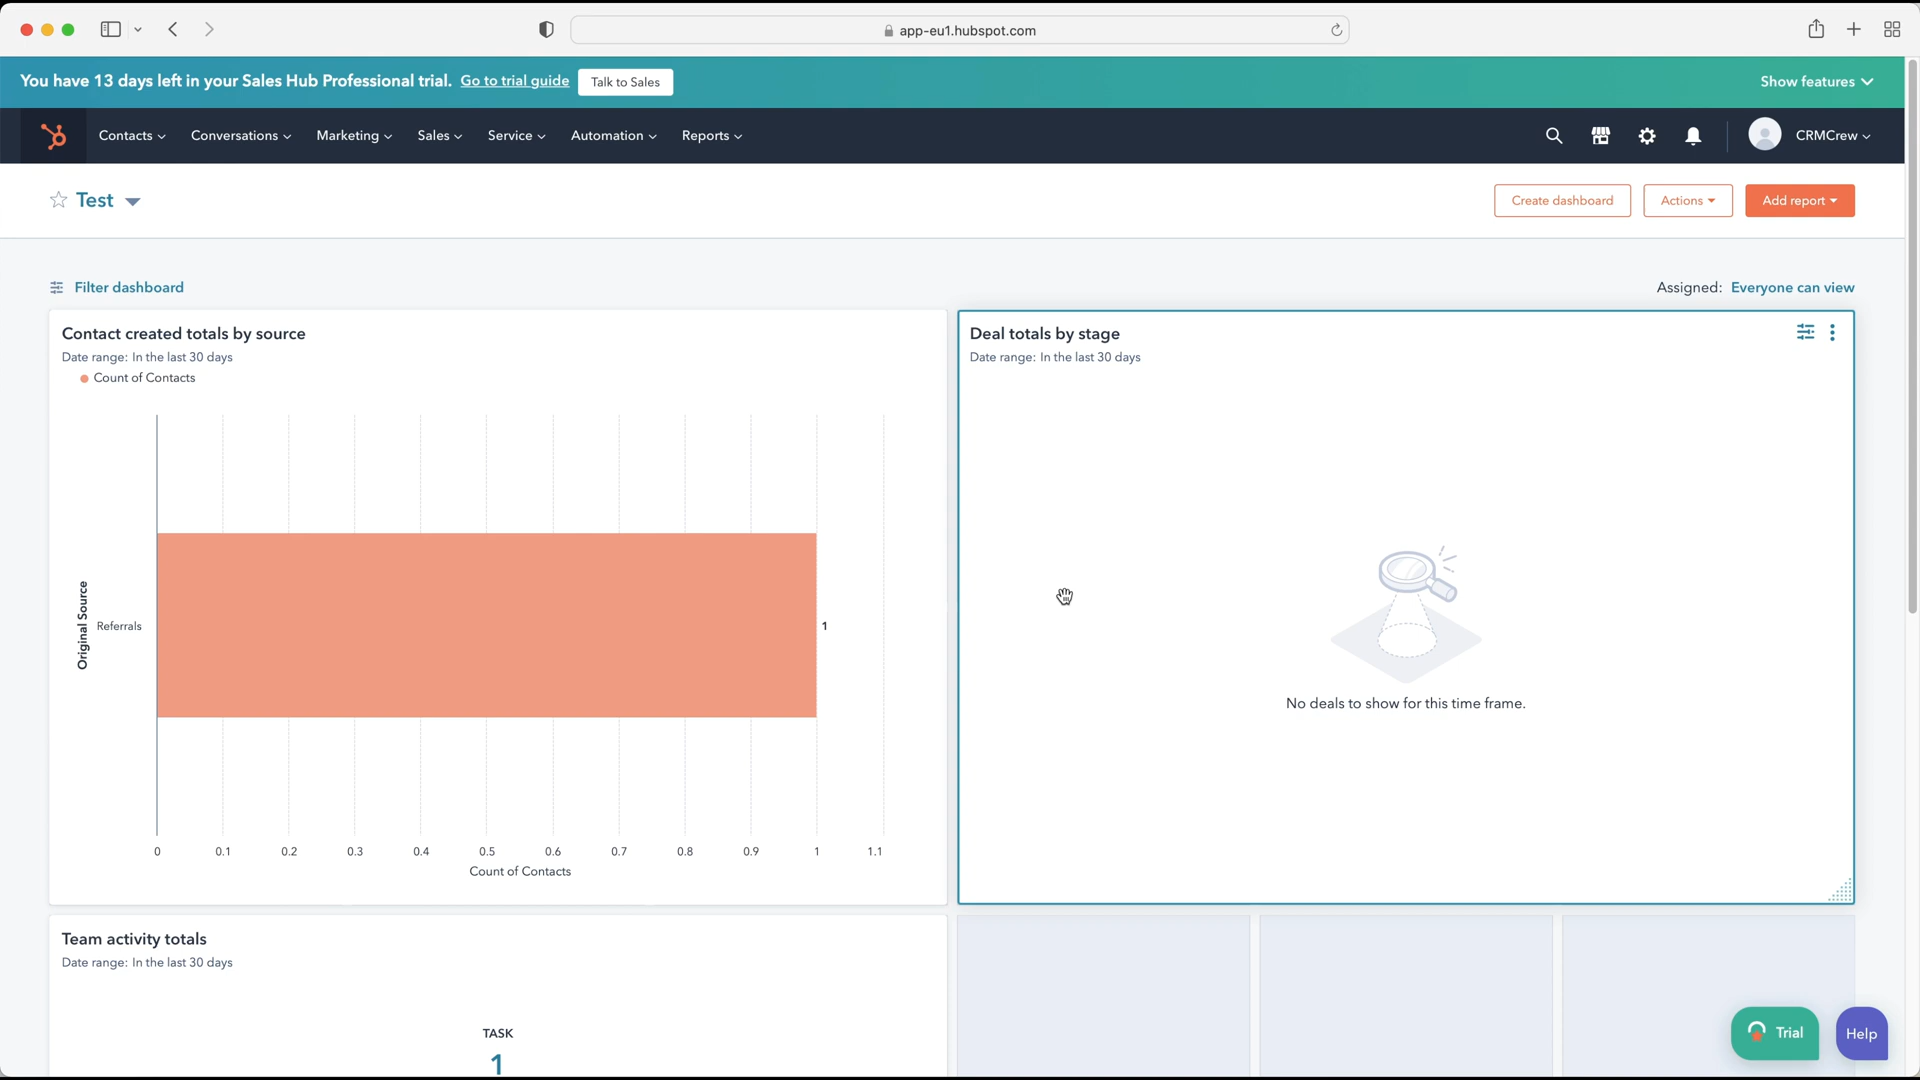 app-eu1.hubspot.com
You have 13 days left in your Sales Hub Professional trial. Go to trial guide Talk to Sales Show features
Contacts Conversations Marketing Sales Service Automation Reports CRMCrew
Test Create dashboard Actions Add report
Filter dashboard Assigned: Everyone can view
Contact created totals by source
Date range: In the last 30 days
Count of Contacts
Original Source
Referrals
1
0 0.1 0.2 0.3 0.4 0.5 0.6 0.7 0.8 0.9 1 1.1
Count of Contacts
Deal totals by stage
Date range: In the last 30 days
No deals to show for this time frame.
Team activity totals
Date range: In the last 30 days
TASK
1
Trial
Help